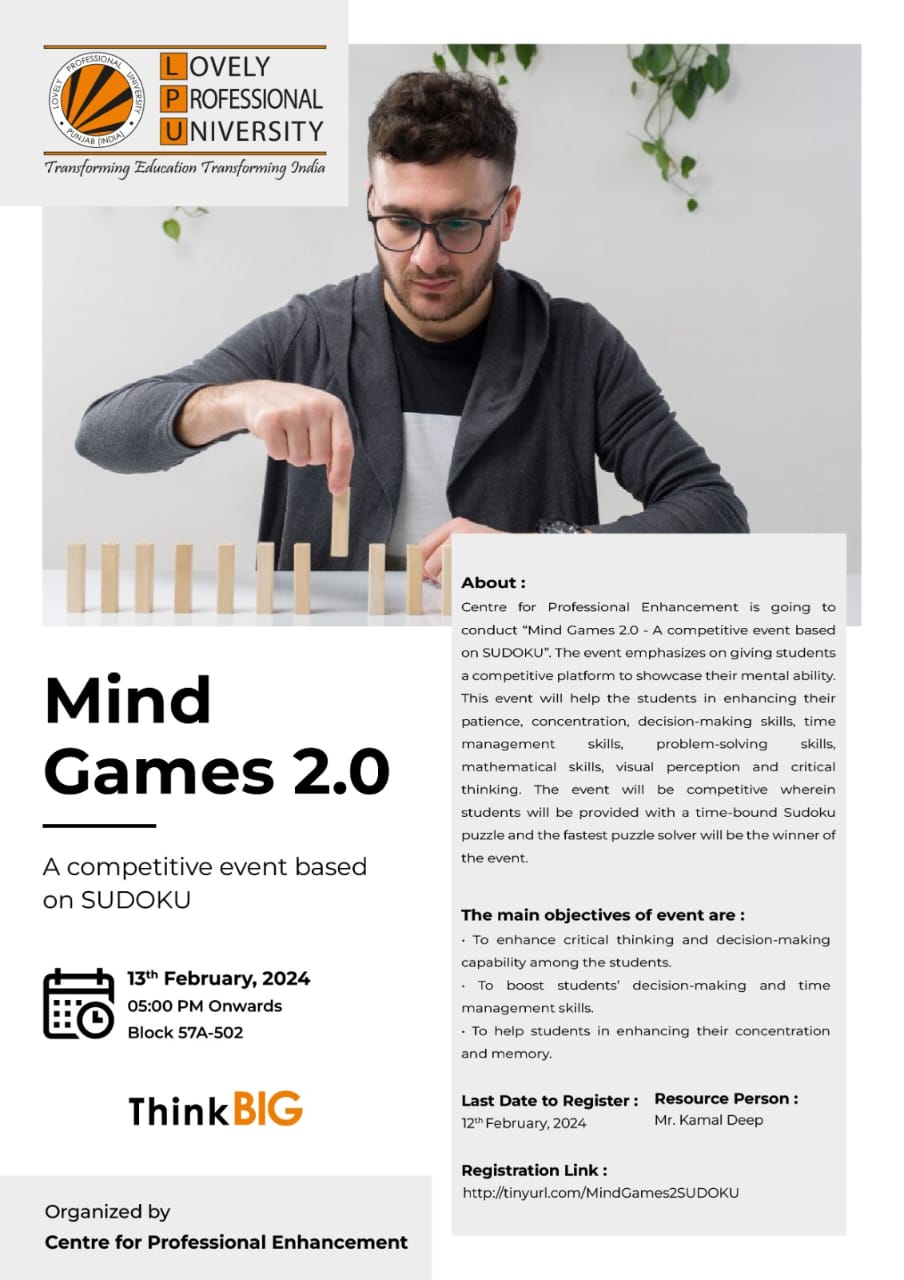 LOVELY
PROFESSIONAL
UNIVERSITY
LOVELY PROFESSIONAL UNIVERSITY
PUNJAB (INDIA)
Transforming Education Transforming India
Mind
Games 2.0
A competitive event based
on SUDOKU
13th February, 2024
05:00 PM Onwards
Block 57A-502
ThinkBIG
Organized by
Centre for Professional Enhancement
About :
Centre for Professional Enhancement is going to
conduct “Mind Games 2.0 - A competitive event based
on SUDOKU”. The event emphasizes on giving students
a competitive platform to showcase their mental ability.
This event will help the students in enhancing their
patience, concentration, decision-making skills, time
management skills, problem-solving skills,
mathematical skills, visual perception and critical
thinking. The event will be competitive wherein
students will be provided with a time-bound Sudoku
puzzle and the fastest puzzle solver will be the winner of
the event.
The main objectives of event are :
• To enhance critical thinking and decision-making
capability among the students.
• To boost students’ decision-making and time
management skills.
• To help students in enhancing their concentration
and memory.
Last Date to Register :
12th February, 2024
Resource Person :
Mr. Kamal Deep
Registration Link :
http://tinyurl.com/MindGames2SUDOKU